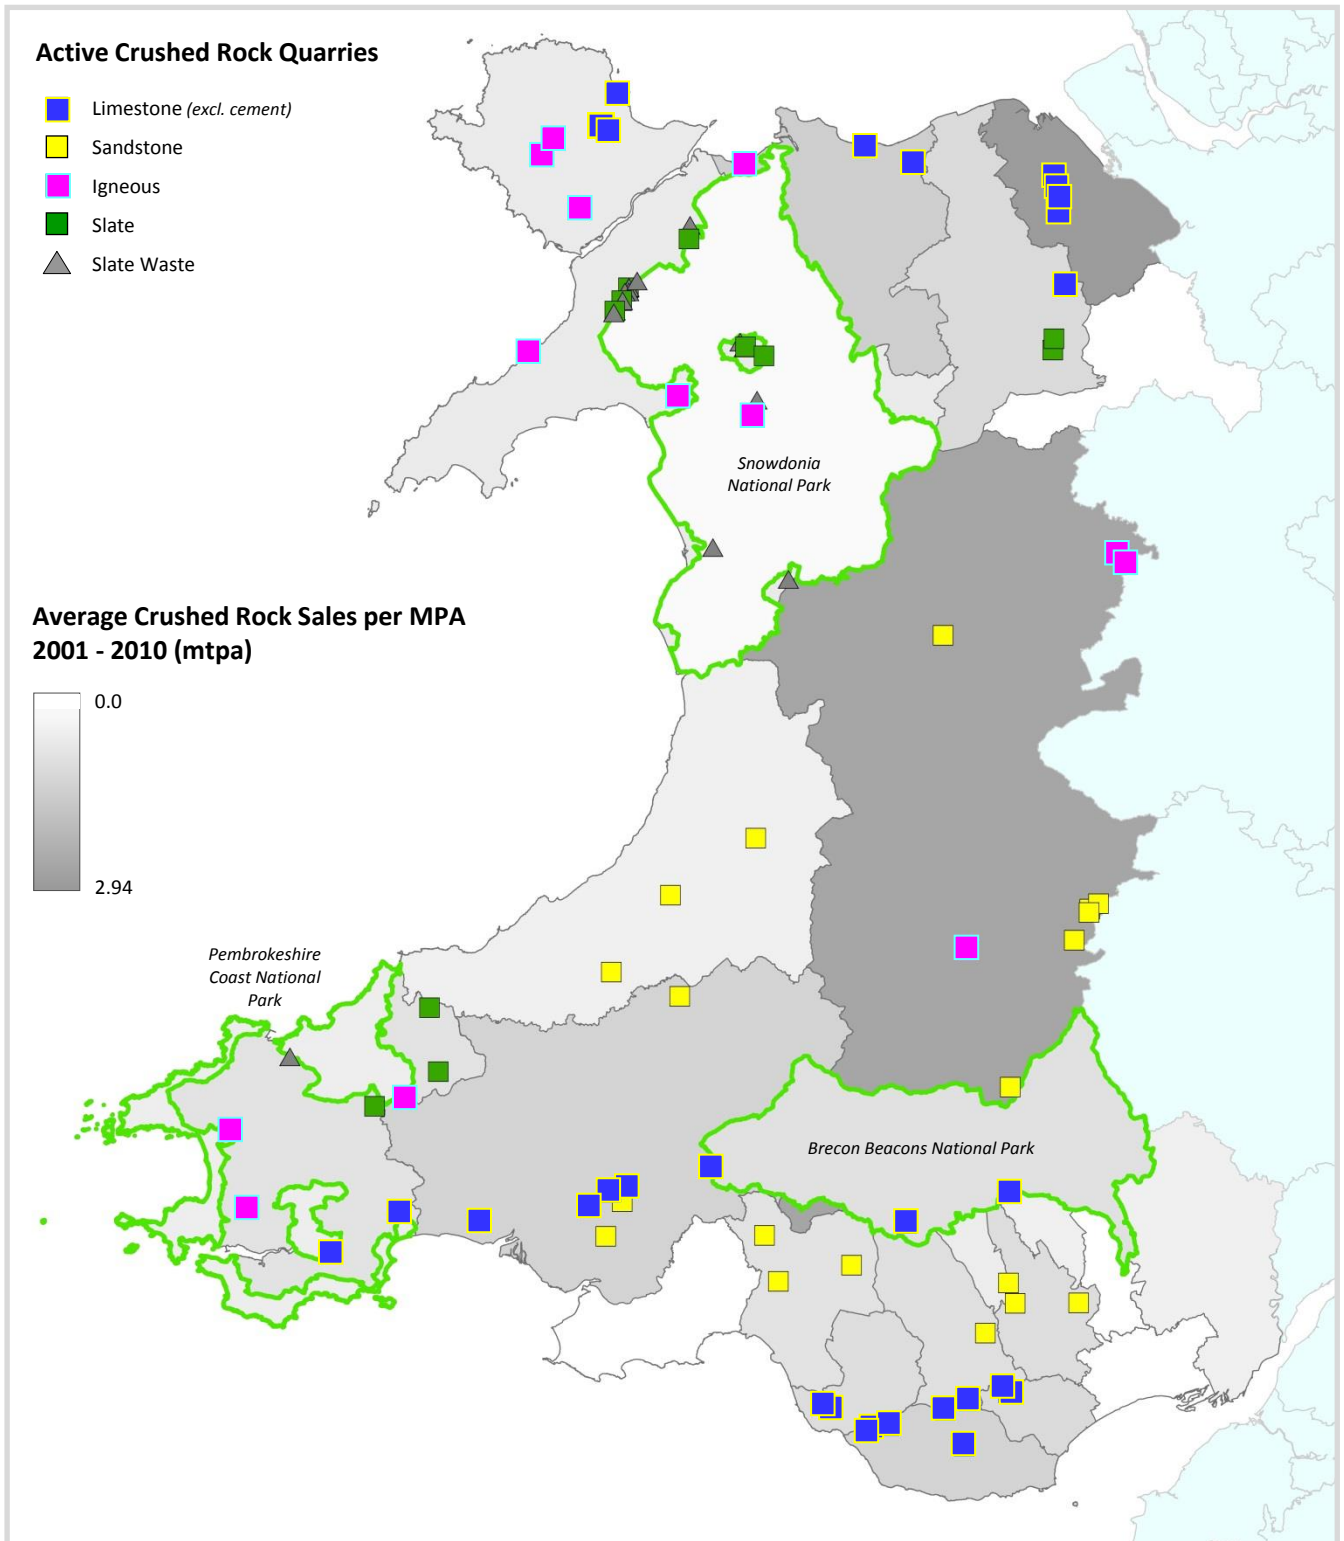 Active Crushed Rock Quarries
Limestone (excl. cement)
Sandstone
Igneous
Slate
Slate Waste
Snowdonia
National Park
Average Crushed Rock Sales per MPA
2001 - 2010 (mtpa)
0.0
2.94
Pembrokeshire
Coast National
Park
Brecon Beacons National Park